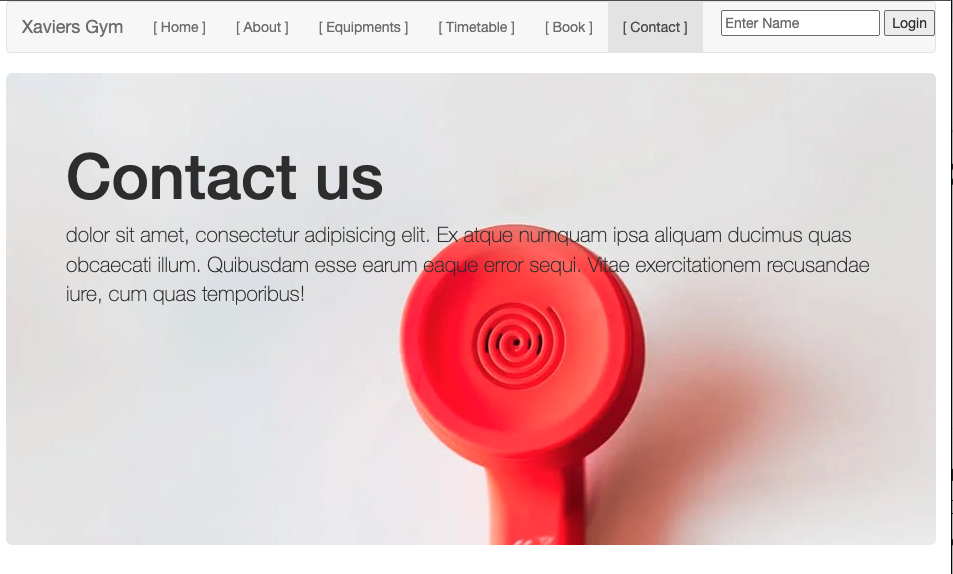 Xaviers Gym [ Home ] [ About ] [ Equipments ] [ Timetable ] [ Book ] [ Contact ] Enter Name Login
Contact us
dolor sit amet, consectetur adipisicing elit. Ex atque numquam ipsa aliquam ducimus quas
obcaecati illum. Quibusdam esse earum eaque error sequi. Vitae exercitationem recusandae
iure, cum quas temporibus!